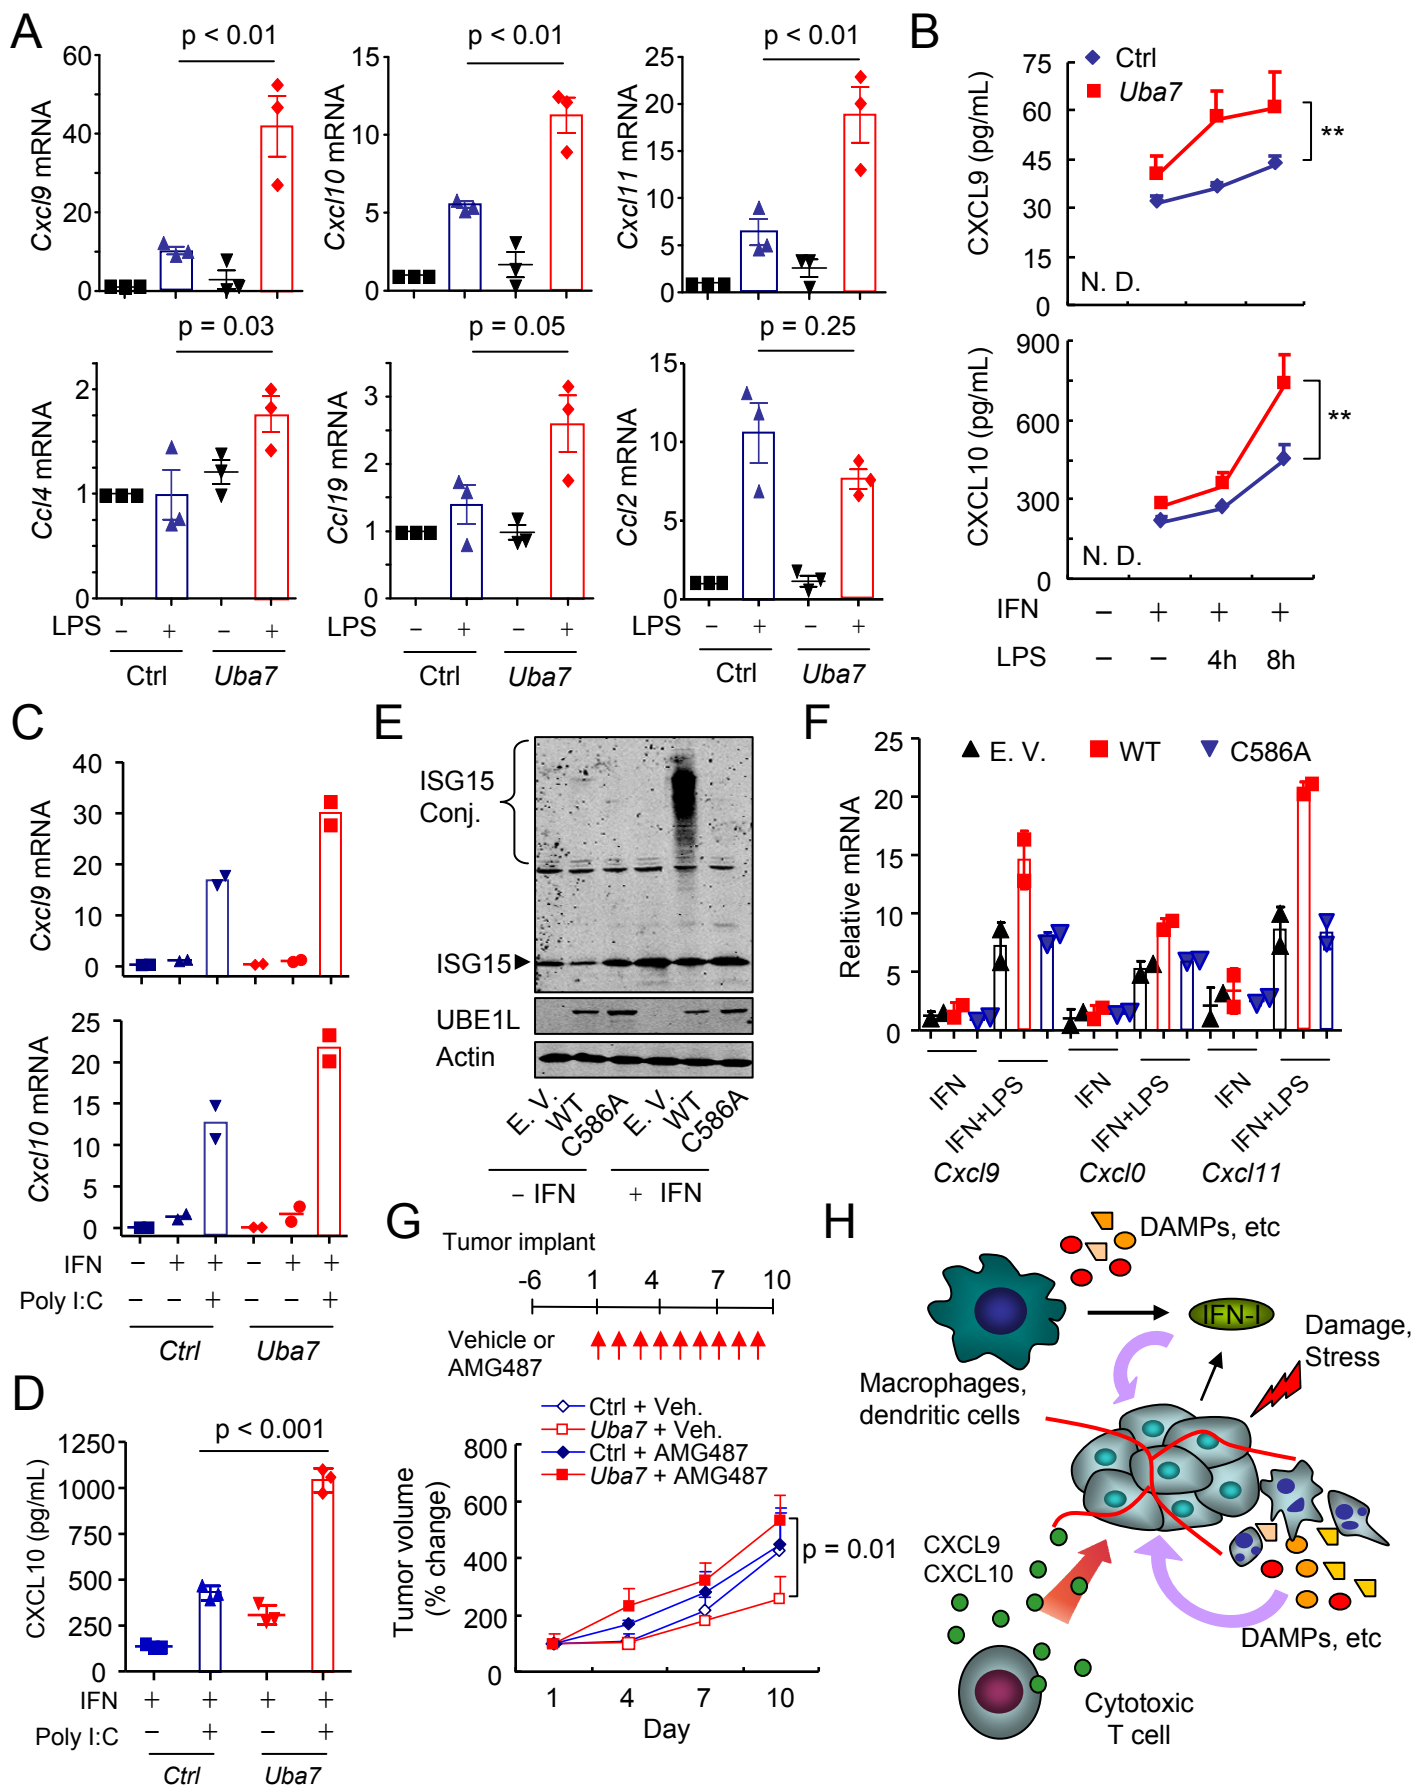 A
p < 0.01
60
40
20
0
Cxcl9 mRNA
p < 0.01
15
10
5
0
Cxcl10 mRNA
p < 0.01
25
20
15
10
5
0
Cxcl11 mRNA
p = 0.03
2
1
0
Ccl4 mRNA
p = 0.05
3
2
1
0
Ccl19 mRNA
p = 0.25
15
10
5
0
Ccl2 mRNA
LPS − + − +
Ctrl Uba7
− + − +
Ctrl Uba7
LPS − + − +
Ctrl Uba7
B
Ctrl
Uba7
75
60
45
30
15
0
CXCL9 (pg/mL)
N. D.
**
900
600
300
0
CXCL10 (pg/mL)
N. D.
**
IFN − + + +
LPS − − 4h 8h
C
40
30
20
10
0
Cxcl9 mRNA
25
20
15
10
5
0
Cxcl10 mRNA
IFN − + + − + +
Poly I:C − − + − − +
Ctrl Uba7
D
p < 0.001
1250
1000
750
500
250
0
CXCL10 (pg/mL)
IFN + + + +
Poly I:C − + − +
Ctrl Uba7
E
ISG15
Conj.
ISG15
UBE1L
Actin
E. V. WT C586A E. V. WT C586A
− IFN + IFN
F
E. V. WT C586A
25
20
15
10
5
0
Relative mRNA
IFN IFN+LPS IFN IFN+LPS IFN IFN+LPS
Cxcl9 Cxcl0 Cxcl11
G
Tumor implant
-6 1 4 7 10
Vehicle or
AMG487
Ctrl + Veh.
Uba7 + Veh.
Ctrl + AMG487
Uba7 + AMG487
800
600
400
200
0
Tumor volume
(% change)
p = 0.01
1 4 7 10
Day
H
DAMPs, etc
IFN-I
Damage,
Stress
Macrophages,
dendritic cells
CXCL9
CXCL10
DAMPs, etc
Cytotoxic
T cell